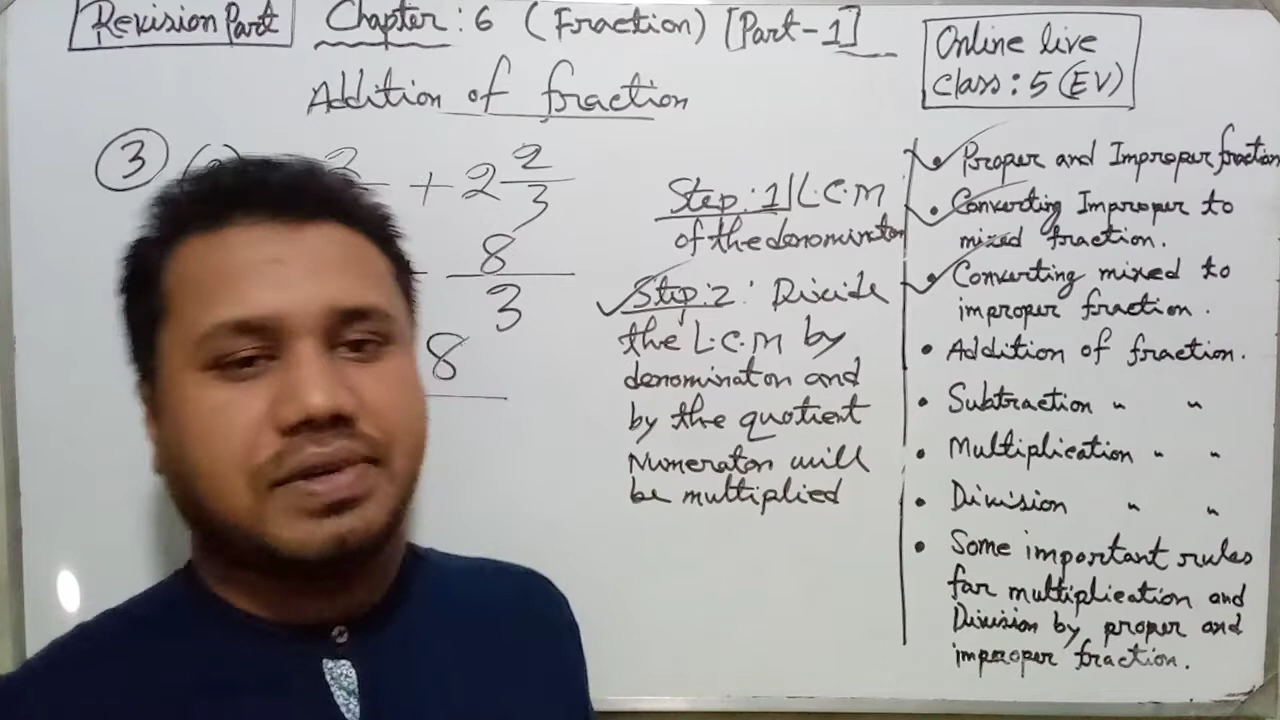 Revision Part
Chapter : 6 (Fraction) [Part-1]
Online live
class : 5 (EV)
Addition of fraction
3
+ 2 2/3
8
3
8
Step : 1 L.C.M
of the denominator
Step : 2 : Divide
the L.C.M by
denominaton and
by the quotient
Numeraton will
be multiplied
Proper and Improper fraction
• Converting Improper to
mixed fraction.
Converting mixed to
improper fraction.
• Addition of fraction.
• Subtraction " "
• Multiplication " "
• Division " "
• Some important rules
for multiplication and
Division by proper and
improper fraction.